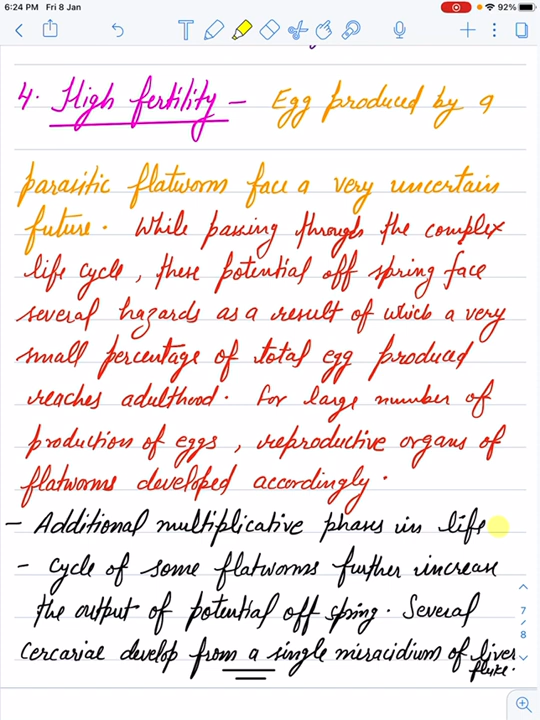 6:24 PM Fri 8 Jan 92%
4. High fertility - Egg produced by a
parasitic flatworm face a very uncertain
future. While passing through the complex
life cycle, these potential off spring face
several hazards as a result of which a very
small percentage of total egg produced
reaches adulthood. For large number of
production of eggs, reproductive organs of
flatworms developed accordingly.
- Additional multiplicative phases in life
- cycle of some flatworms further increase
the output of potential off spring. Several
cercariae develop from a single miracidium of liver
fluke.
7
/
8